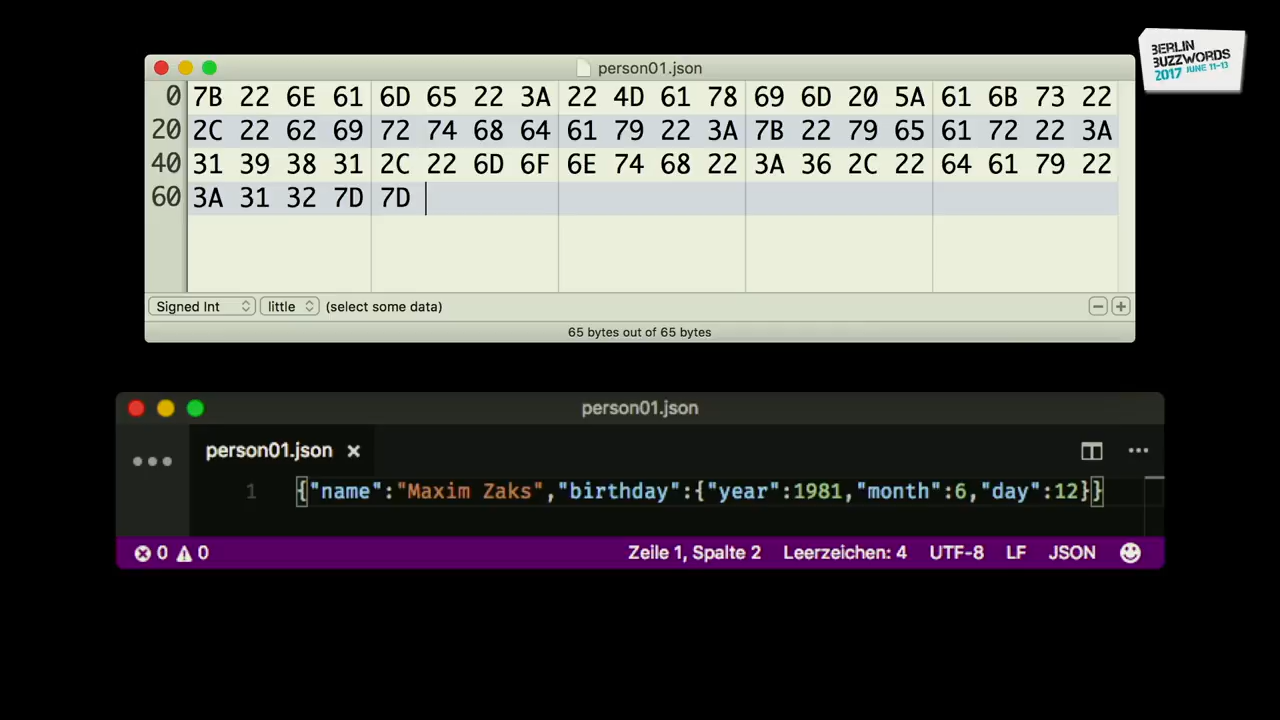 BERLIN
BUZZWORDS
2017 JUNE 11-13
person01.json
0 7B 22 6E 61 6D 65 22 3A 22 4D 61 78 69 6D 20 5A 61 6B 73 22
20 2C 22 62 69 72 74 68 64 61 79 22 3A 7B 22 79 65 61 72 22 3A
40 31 39 38 31 2C 22 6D 6F 6E 74 68 22 3A 36 2C 22 64 61 79 22
60 3A 31 32 7D 7D
Signed Int little (select some data)
65 bytes out of 65 bytes
person01.json
person01.json
1 {"name":"Maxim Zaks","birthday":{"year":1981,"month":6,"day":12}}
0 0 Zeile 1, Spalte 2 Leerzeichen: 4 UTF-8 LF JSON